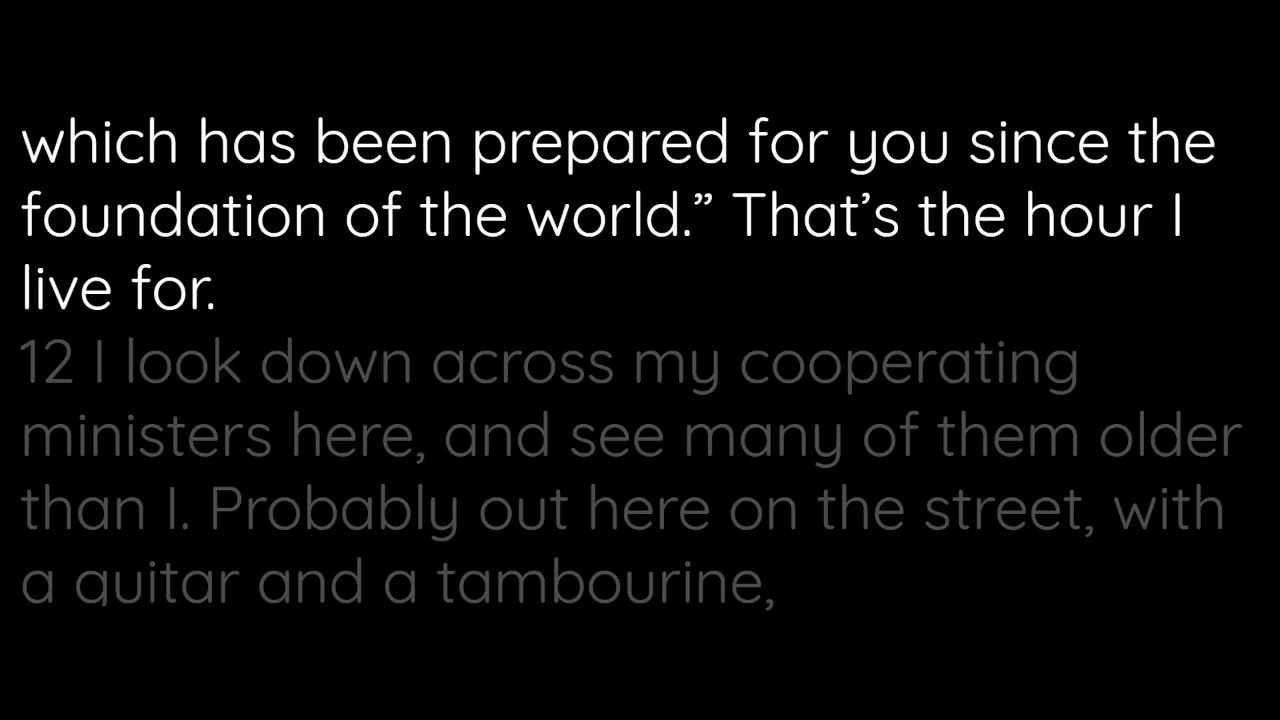 which has been prepared for you since the
foundation of the world.” That’s the hour I
live for.
12 I look down across my cooperating
ministers here, and see many of them older
than I. Probably out here on the street, with
a guitar and a tambourine,